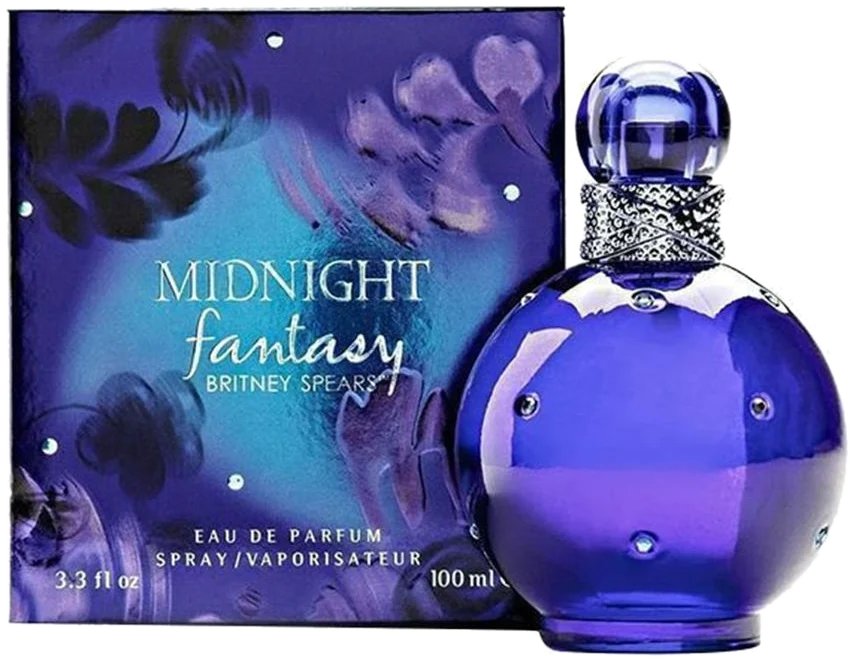 MIDNIGHT
fantasy
BRITNEY SPEARS
EAU DE PARFUM
SPRAY/VAPORISATEUR
3.3 fl oz
100 ml